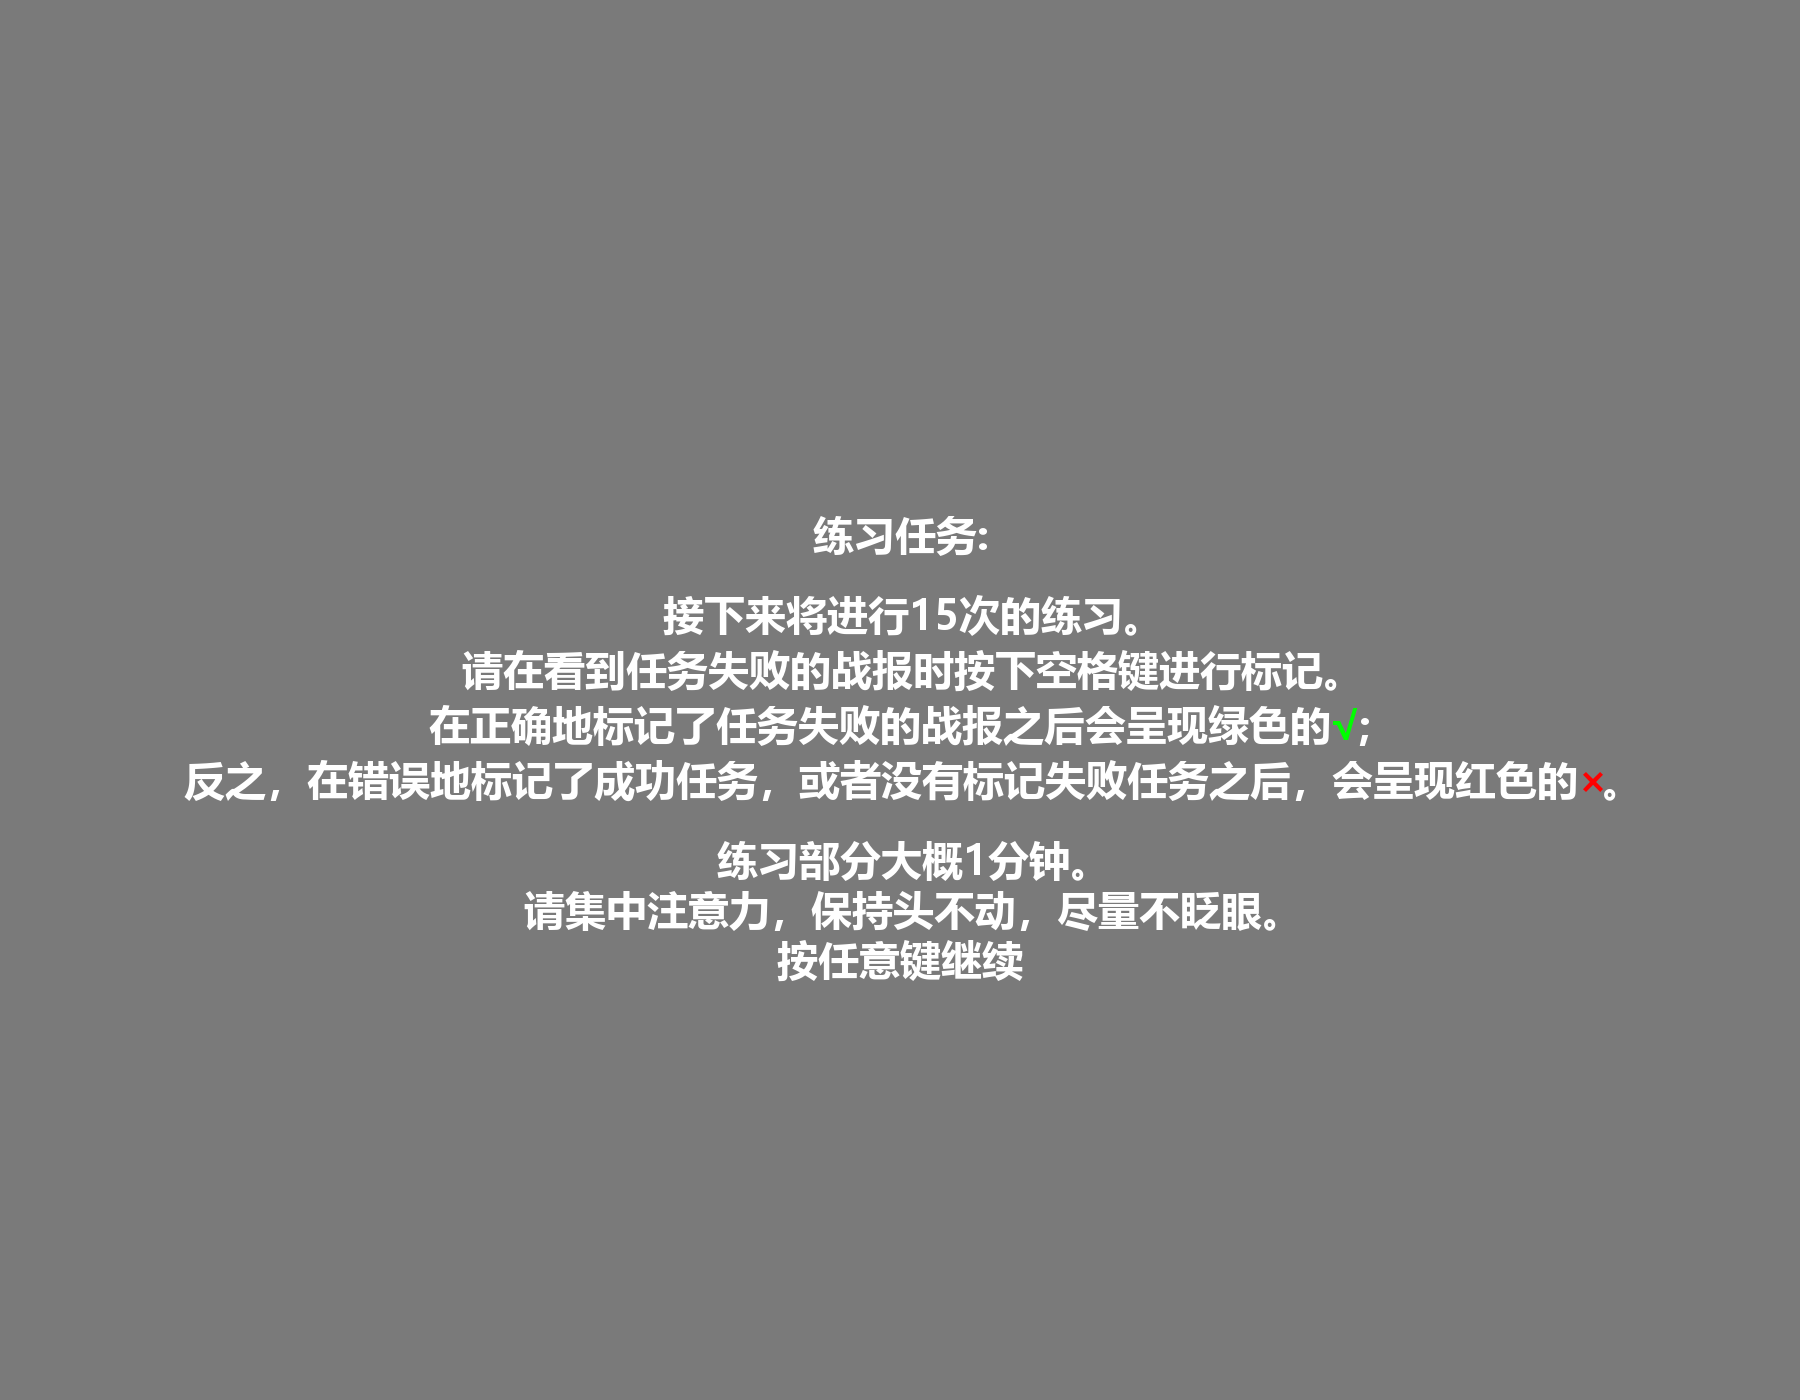 练习任务:
接下来将进行15次的练习。
请在看到任务失败的战报时按下空格键进行标记。
在正确地标记了任务失败的战报之后会呈现绿色的√;
反之，在错误地标记了成功任务，或者没有标记失败任务之后，会呈现红色的×。
练习部分大概1分钟。
请集中注意力，保持头不动，尽量不眨眼。
按任意键继续